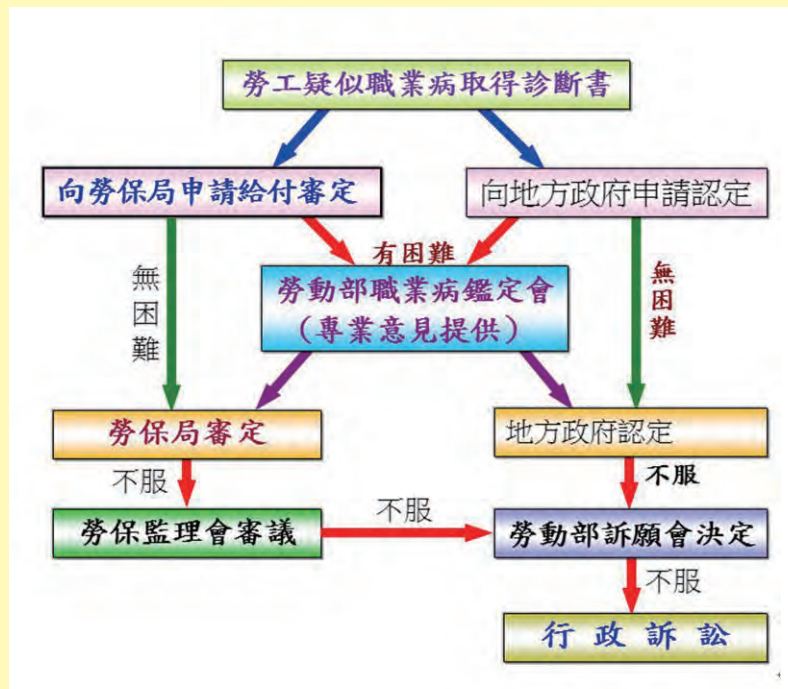 勞工疑似職業病取得診斷書
向勞保局申請給付審定
向地方政府申請認定
有困難
無困難
無困難
勞動部職業病鑑定會
(專業意見提供)
勞保局審定
地方政府認定
不服
不服
勞保監理會審議
不服
勞動部訴願會決定
不服
行政訴訟